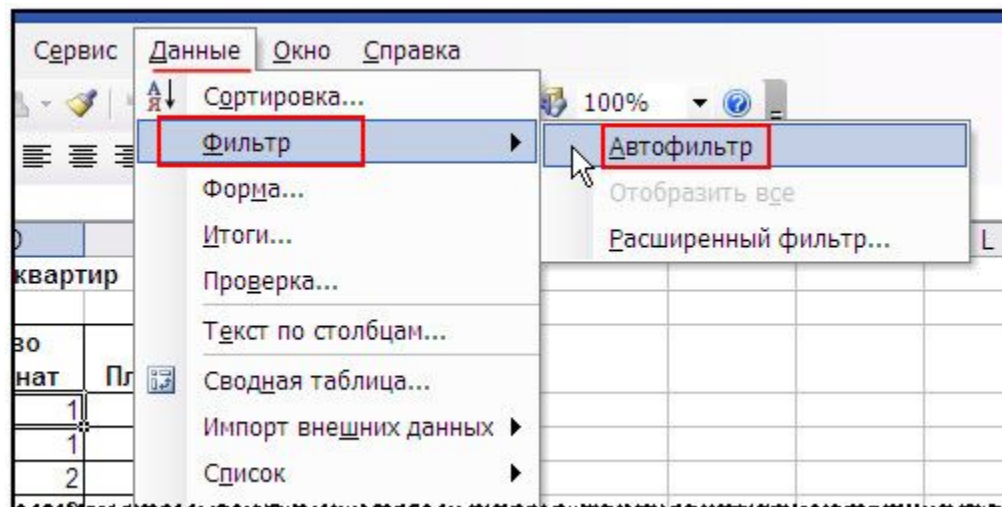 Сервис Данные Окно Справка
Сортировка...
100%
Фильтр
Автофильтр
Форма...
Отобразить все
Итоги...
Расширенный фильтр...
L
квартир
Проверка...
во
нат
Пл
Текст по столбцам...
Сводная таблица...
1
Импорт внешних данных
1
Список
2